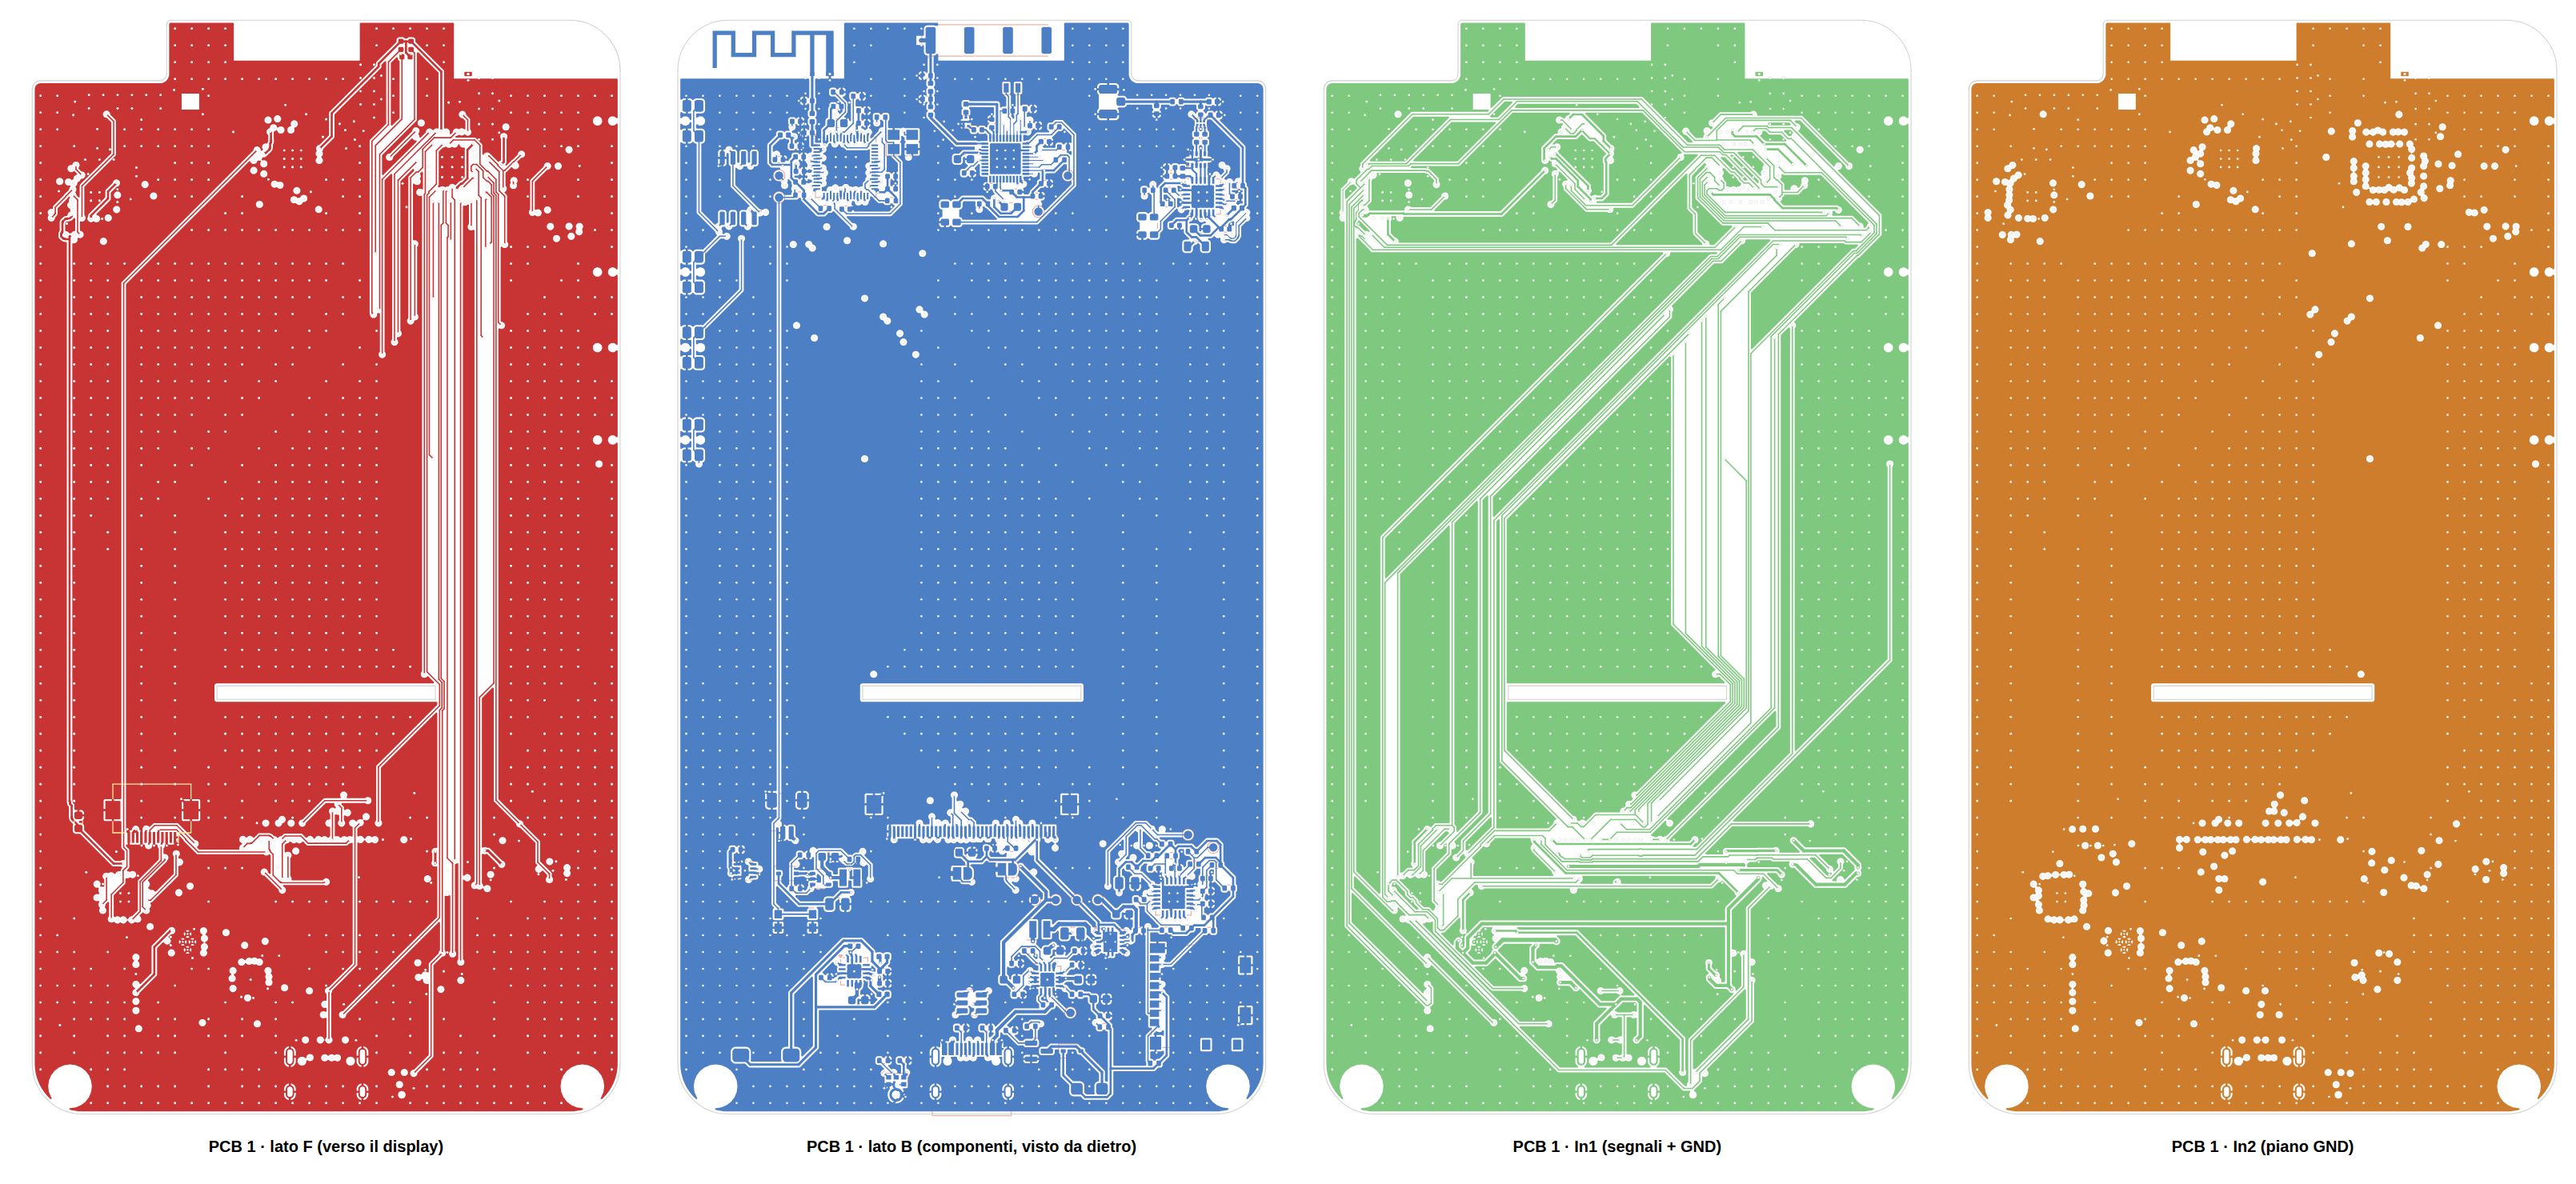 PCB 1 · lato F (verso il display)
PCB 1 · lato B (componenti, visto da dietro)
PCB 1 · In1 (segnali + GND)
PCB 1 · In2 (piano GND)